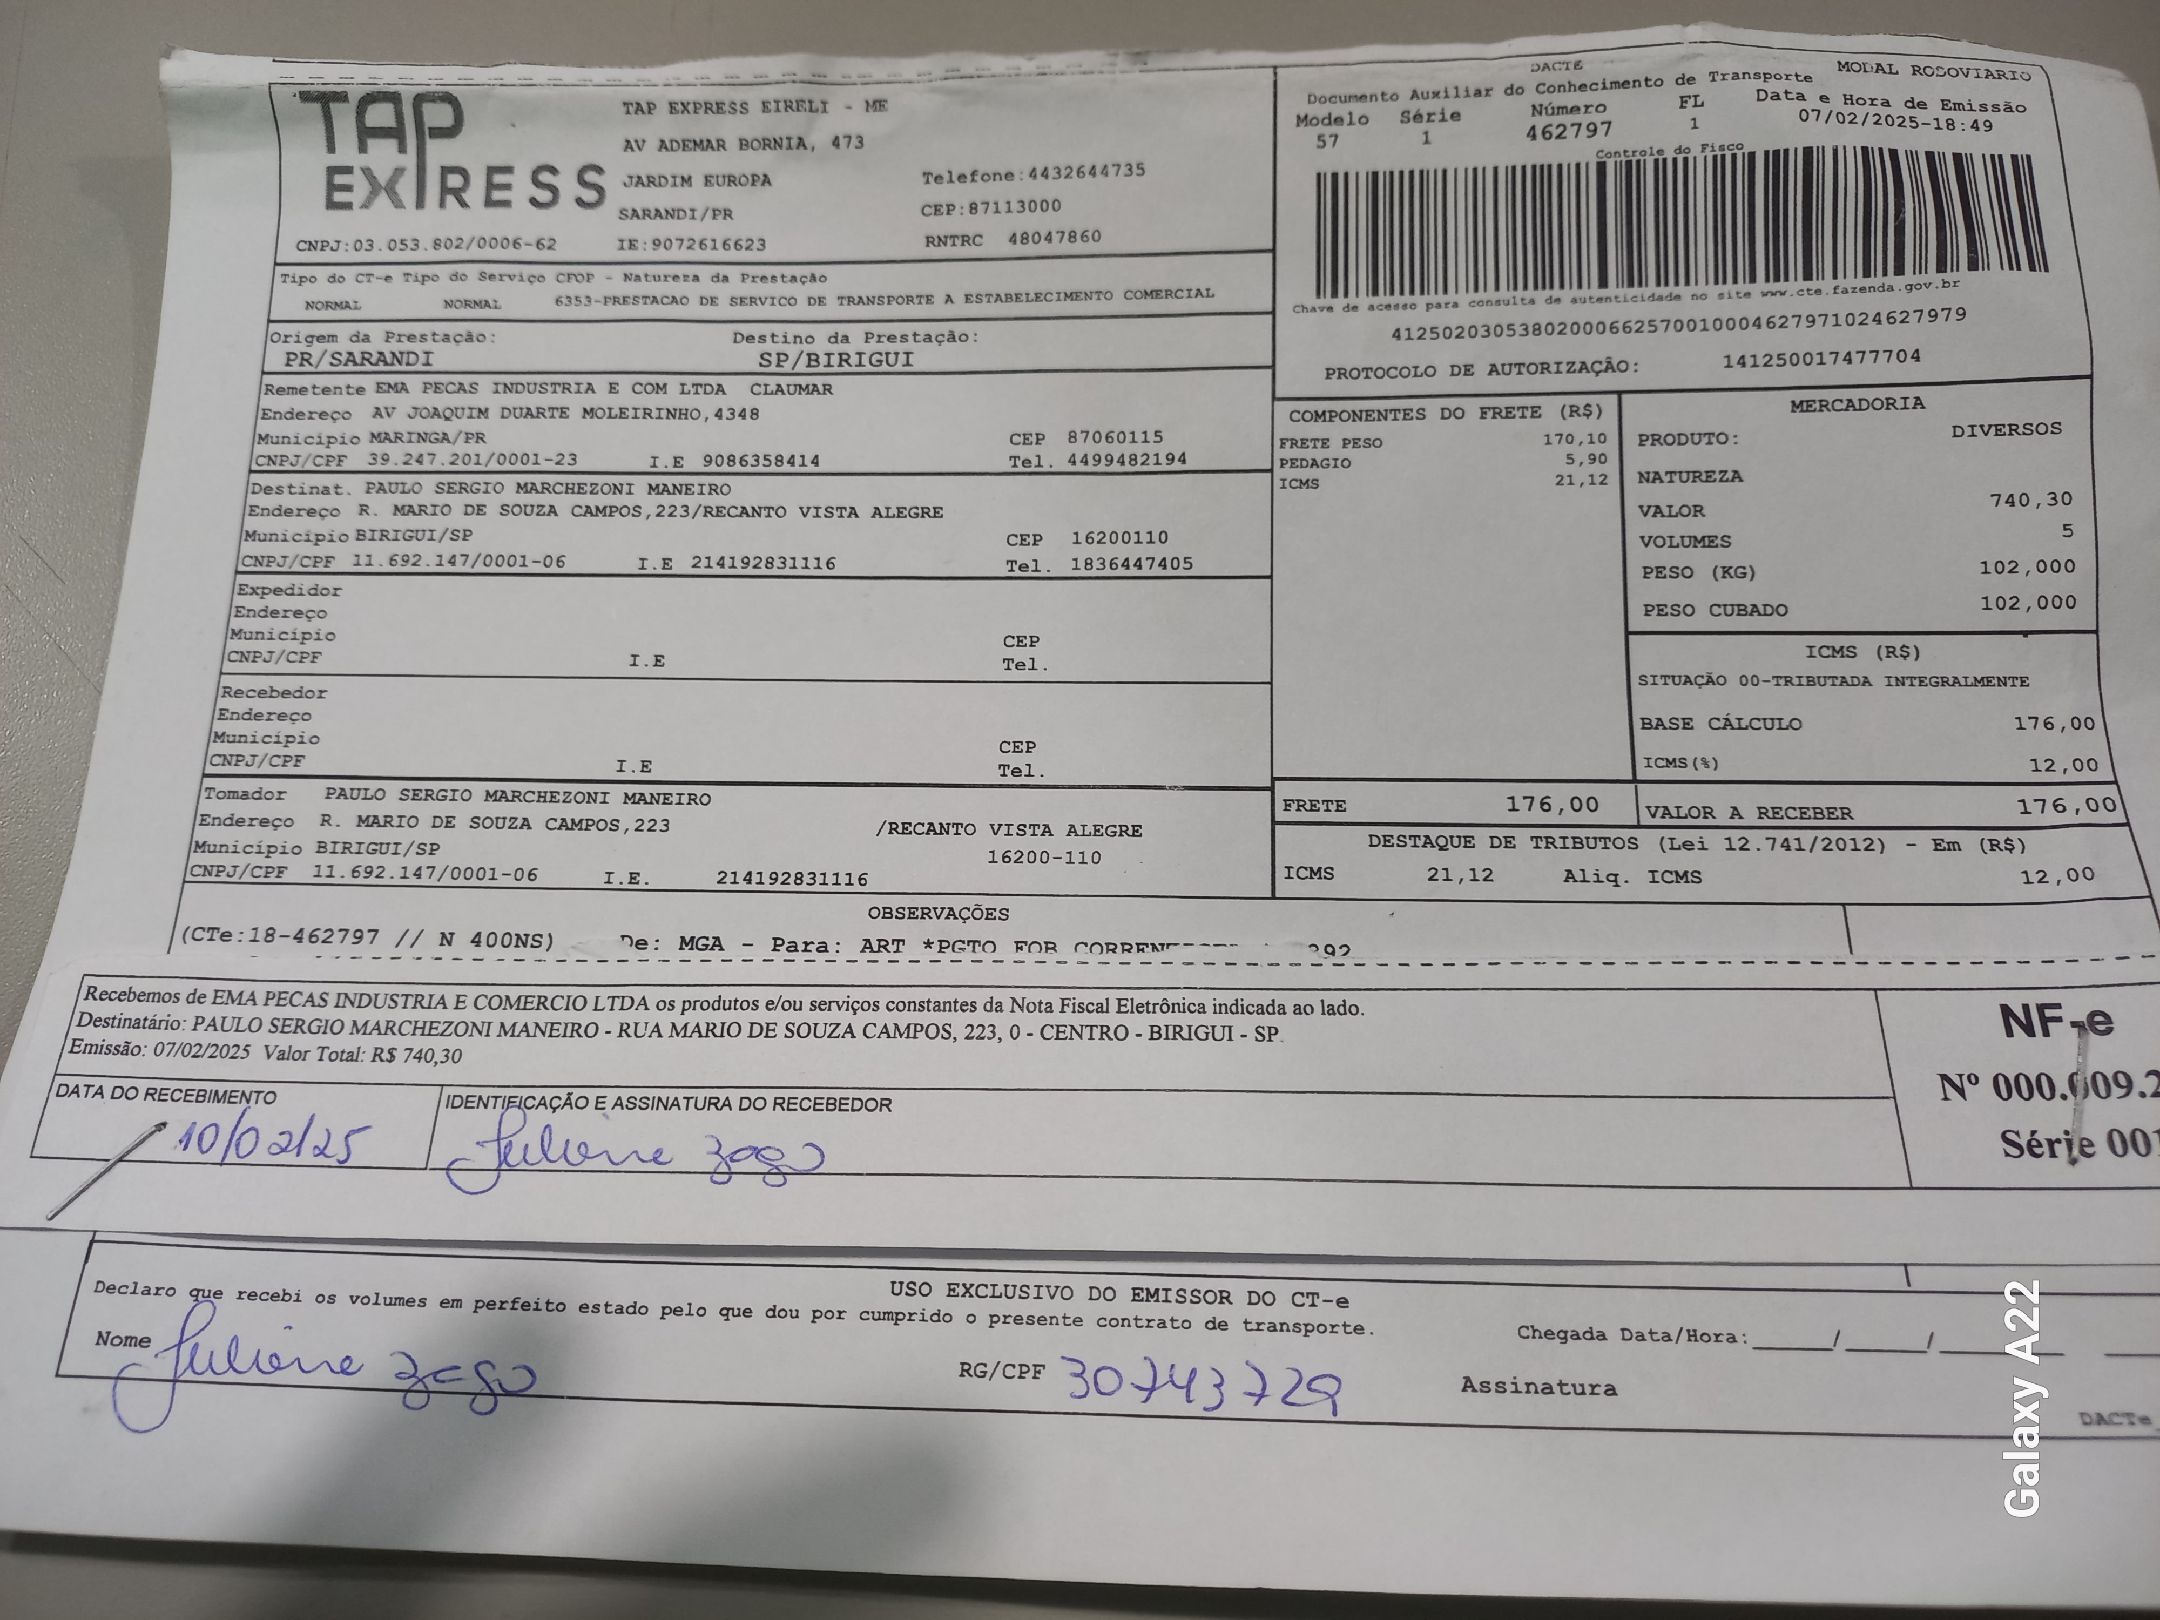 TAP
EXPRESS
TAP EXPRESS EIRELI - ME
AV ADEMAR BORNIA, 473
JARDIM EUROPA Telefone:4432644735
SARANDI/PR CEP:87113000
CNPJ:03.053.802/0006-62 IE:9072616623 RNTRC 48047860
DACTE MODAL RODOVIARIO
Documento Auxiliar do Conhecimento de Transporte
Modelo Série Número FL Data e Hora de Emissão
57 1 462797 1 07/02/2025-18:49
Controle do Fisco
Chave de acesso para consulta de autenticidade no site www.cte.fazenda.gov.br
41250203053802000662570010004627971024627979
PROTOCOLO DE AUTORIZAÇÃO: 141250017477704
Tipo do CT-e Tipo do Serviço CFOP - Natureza da Prestação
NORMAL NORMAL 6353-PRESTACAO DE SERVICO DE TRANSPORTE A ESTABELECIMENTO COMERCIAL
Origem da Prestação: Destino da Prestação:
PR/SARANDI SP/BIRIGUI
Remetente EMA PECAS INDUSTRIA E COM LTDA CLAUMAR
Endereço AV JOAQUIM DUARTE MOLEIRINHO,4348
Município MARINGA/PR CEP 87060115
CNPJ/CPF 39.247.201/0001-23 I.E 9086358414 Tel. 4499482194
Destinat. PAULO SERGIO MARCHEZONI MANEIRO
Endereço R. MARIO DE SOUZA CAMPOS,223/RECANTO VISTA ALEGRE
Município BIRIGUI/SP CEP 16200110
CNPJ/CPF 11.692.147/0001-06 I.E 214192831116 Tel. 1836447405
Expedidor
Endereço
Município CEP
CNPJ/CPF I.E Tel.
Recebedor
Endereço
Município CEP
CNPJ/CPF I.E Tel.
Tomador PAULO SERGIO MARCHEZONI MANEIRO
Endereço R. MARIO DE SOUZA CAMPOS,223 /RECANTO VISTA ALEGRE
Município BIRIGUI/SP 16200-110
CNPJ/CPF 11.692.147/0001-06 I.E. 214192831116
COMPONENTES DO FRETE (R$)
FRETE PESO 170,10
PEDAGIO 5,90
ICMS 21,12
MERCADORIA
PRODUTO: DIVERSOS
NATUREZA
VALOR 740,30
VOLUMES 5
PESO (KG) 102,000
PESO CUBADO 102,000
ICMS (R$)
SITUAÇÃO 00-TRIBUTADA INTEGRALMENTE
BASE CÁLCULO 176,00
ICMS(%) 12,00
FRETE 176,00 VALOR A RECEBER 176,00
DESTAQUE DE TRIBUTOS (Lei 12.741/2012) - Em (R$)
ICMS 21,12 Aliq. ICMS 12,00
OBSERVAÇÕES
(CTe:18-462797 // N 400NS) De: MGA - Para: ART *PGTO FOB
Recebemos de EMA PECAS INDUSTRIA E COMERCIO LTDA os produtos e/ou serviços constantes da Nota Fiscal Eletrônica indicada ao lado.
Destinatário: PAULO SERGIO MARCHEZONI MANEIRO - RUA MARIO DE SOUZA CAMPOS, 223, 0 - CENTRO - BIRIGUI - SP.
Emissão: 07/02/2025 Valor Total: R$ 740,30
NF-e
Nº 000.009.2
Série 001
DATA DO RECEBIMENTO IDENTIFICAÇÃO E ASSINATURA DO RECEBEDOR
10/02/25 Juliane Zago
USO EXCLUSIVO DO EMISSOR DO CT-e
Declaro que recebi os volumes em perfeito estado pelo que dou por cumprido o presente contrato de transporte.
Chegada Data/Hora:_____/_____/_____
Nome Juliane Zago RG/CPF 30743729 Assinatura
DACTe
Galaxy A22